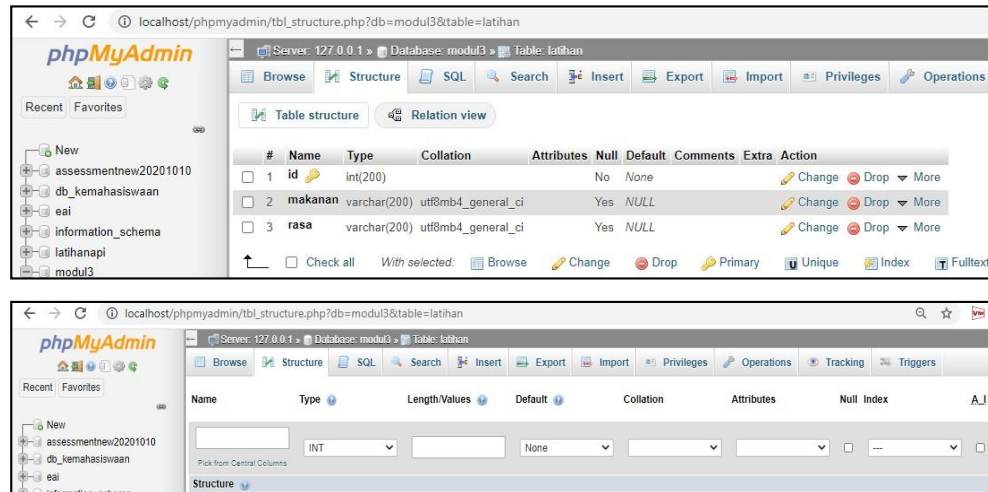 localhost/phpmyadmin/tbl_structure.php?db=modul3&table=latihan
phpMyAdmin
Server: 127.0.0.1 » Database: modul3 » Table: latihan
Browse Structure SQL Search Insert Export Import Privileges Operations
Recent Favorites
Table structure Relation view
New
assessmentnew20201010
db_kemahasiswaan
eai
information_schema
latihanapi
modul3
# Name Type Collation Attributes Null Default Comments Extra Action
1 id int(200) No None Change Drop More
2 makanan varchar(200) utf8mb4_general_ci Yes NULL Change Drop More
3 rasa varchar(200) utf8mb4_general_ci Yes NULL Change Drop More
Check all With selected: Browse Change Drop Primary U Unique Index T Fulltext
localhost/phpmyadmin/tbl_structure.php?db=modul3&table=latihan
phpMyAdmin
Server: 127.0.0.1 » Database: modul3 » Table: latihan
Browse Structure SQL Search Insert Export Import Privileges Operations Tracking Triggers
Recent Favorites
Name Type Length/Values Default Collation Attributes Null Index A_I
New
assessmentnew20201010
db_kemahasiswaan
eai
INT None ---
Pick from Central Columns
Structure